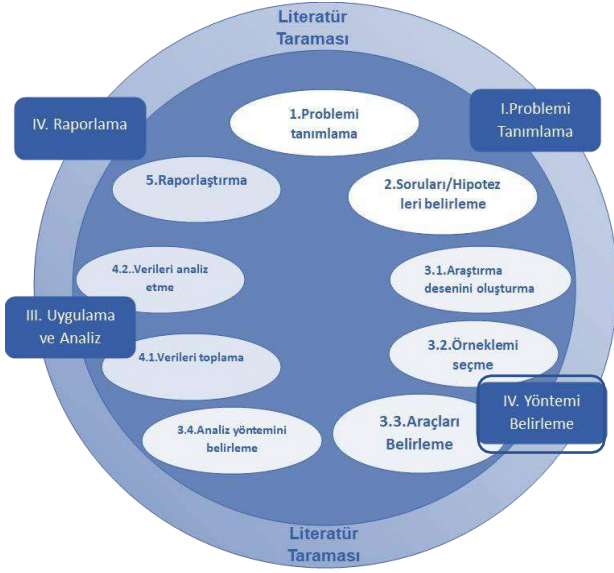 Literatür
Taraması
I.Problemi
Tanımlama
1.Problemi
tanımlama
2.Soruları/Hipotez
leri belirleme
3.1.Araştırma
desenini oluşturma
3.2.Örneklemi
seçme
IV. Yöntemi
Belirleme
3.3.Araçları
Belirleme
3.4.Analiz yöntemini
belirleme
4.1.Verileri toplama
III. Uygulama
ve Analiz
4.2..Verileri analiz
etme
5.Raporlaştırma
IV. Raporlama
Literatür
Taraması